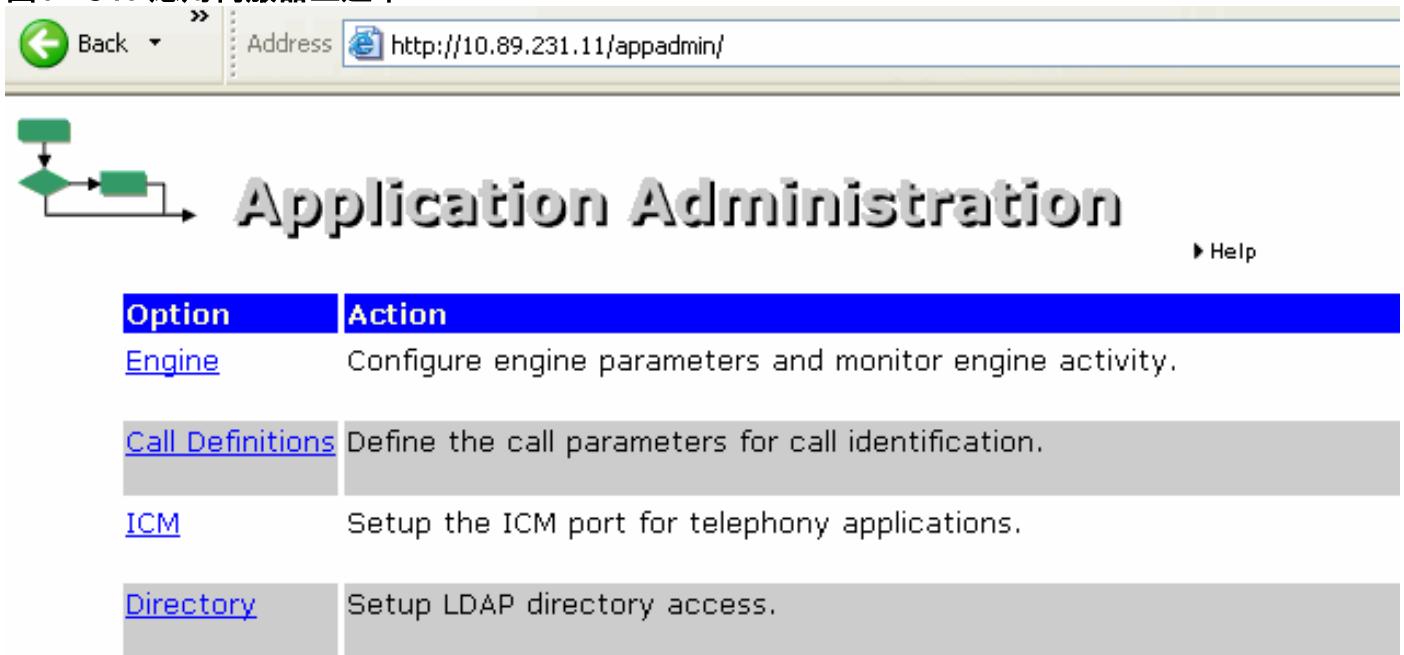 Back
»
Address http://10.89.231.11/appadmin/
Application Administration
Help
Option Action
Engine Configure engine parameters and monitor engine activity.
Call Definitions Define the call parameters for call identification.
ICM Setup the ICM port for telephony applications.
Directory Setup LDAP directory access.